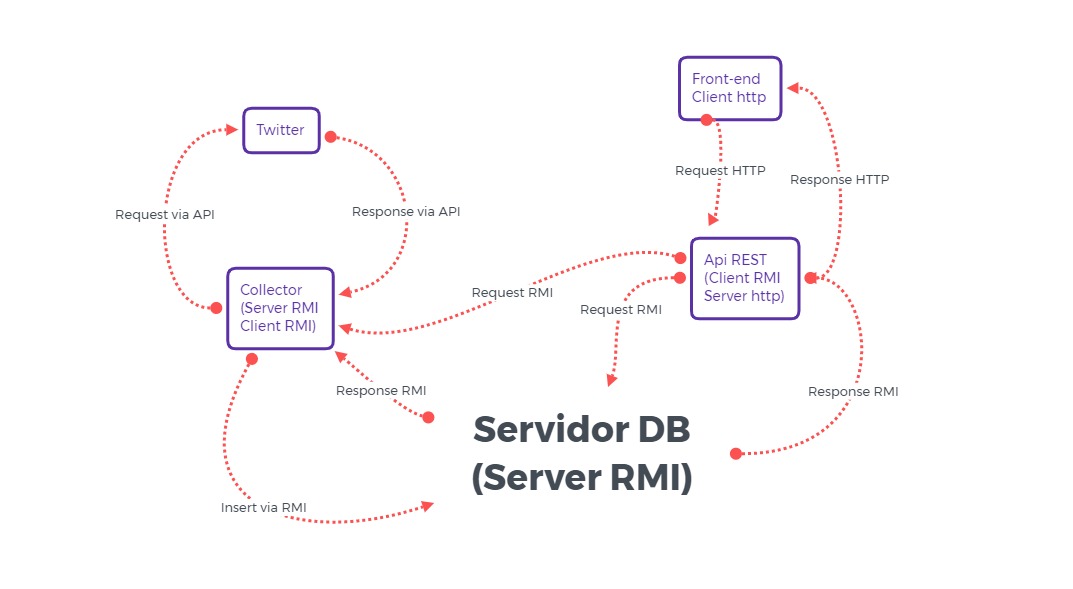 Front-end
Client http
Twitter
Request HTTP
Response HTTP
Request via API
Response via API
Api REST
(Client RMI
Server http)
Collector
(Server RMI
Client RMI)
Request RMI
Request RMI
Response RMI
Response RMI
Servidor DB
(Server RMI)
Insert via RMI